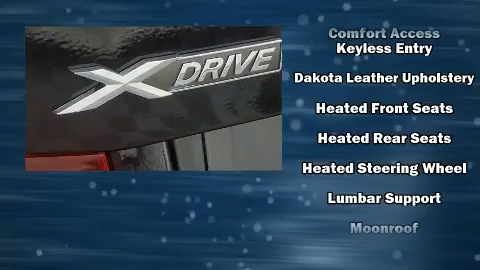 XDRIVE
Comfort Access
Keyless Entry
Dakota Leather Upholstery
Heated Front Seats
Heated Rear Seats
Heated Steering Wheel
Lumbar Support
Moonroof